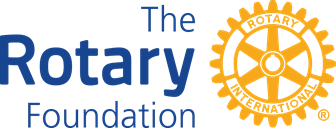 The
Rotary
Foundation
ROTARY
INTERNATIONAL
®